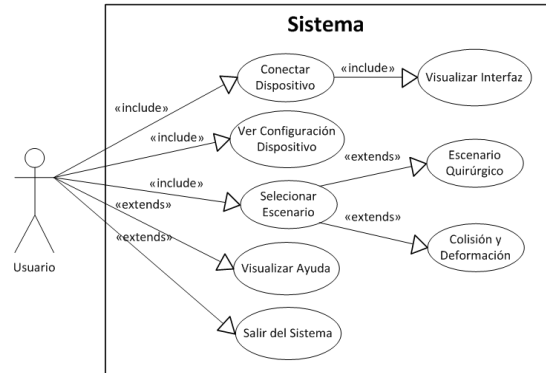 Sistema
Conectar
Dispositivo
«include»
Visualizar Interfaz
«include»
Ver Configuración
Dispositivo
«include»
«include»
Selecionar
Escenario
«extends»
Escenario
Quirúrgico
«extends»
Colisión y
Deformación
«extends»
«extends»
Usuario
Visualizar Ayuda
Salir del Sistema